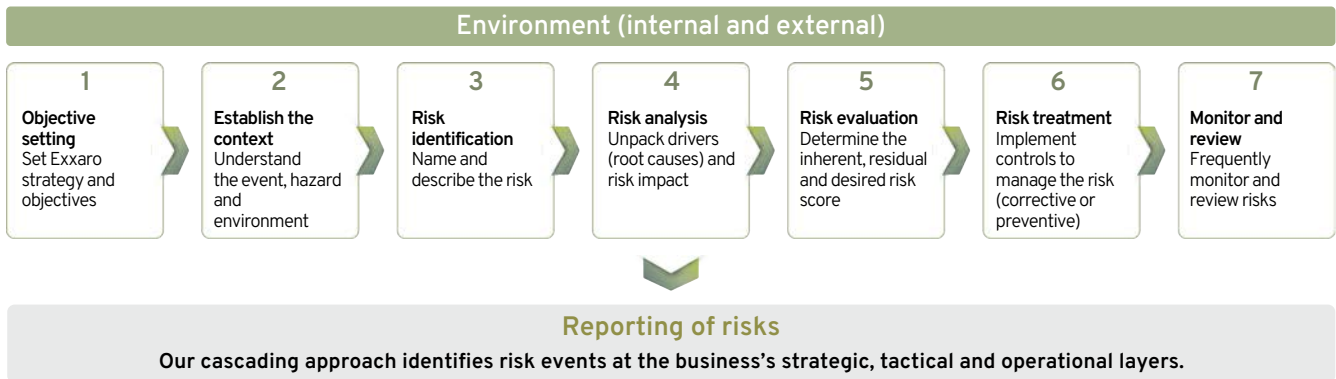 Environment (internal and external)
1
Objective
setting
Set Exxaro
strategy and
objectives
2
Establish the
context
Understand
the event, hazard
and
environment
3
Risk
identification
Name and
describe the risk
4
Risk analysis
Unpack drivers
(root causes) and
risk impact
5
Risk evaluation
Determine the
inherent, residual
and desired risk
score
6
Risk treatment
Implement
controls to
manage the risk
(corrective or
preventive)
7
Monitor and
review
Frequently
monitor and
review risks
Reporting of risks
Our cascading approach identifies risk events at the business's strategic, tactical and operational layers.